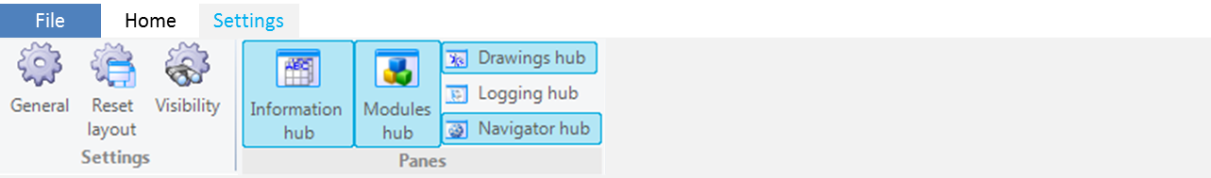 File Home Settings
General
Reset
layout
Visibility
Settings
ABC
Information
hub
Modules
hub
Drawings hub
Logging hub
Navigator hub
Panes